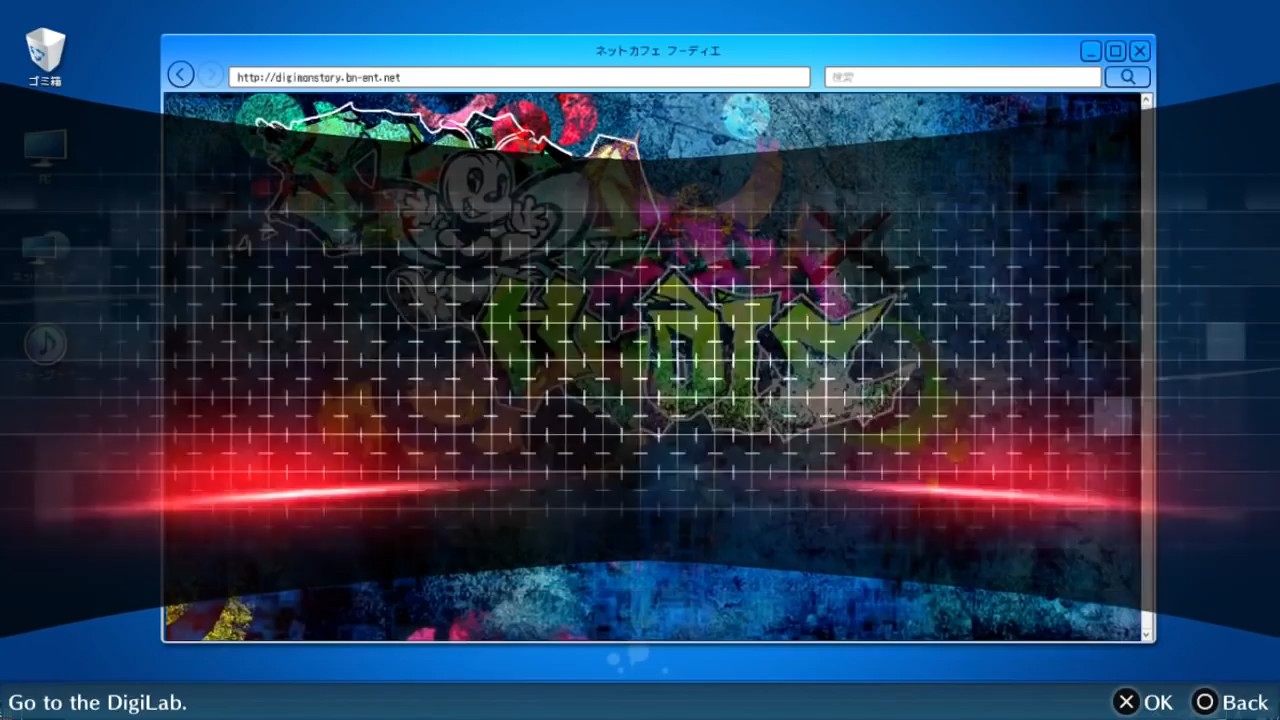 ゴミ箱
ネットカフェ フーディエ
http://digimonstory.bn-ent.net
検索
PC
Go to the DigiLab.
OK
Back